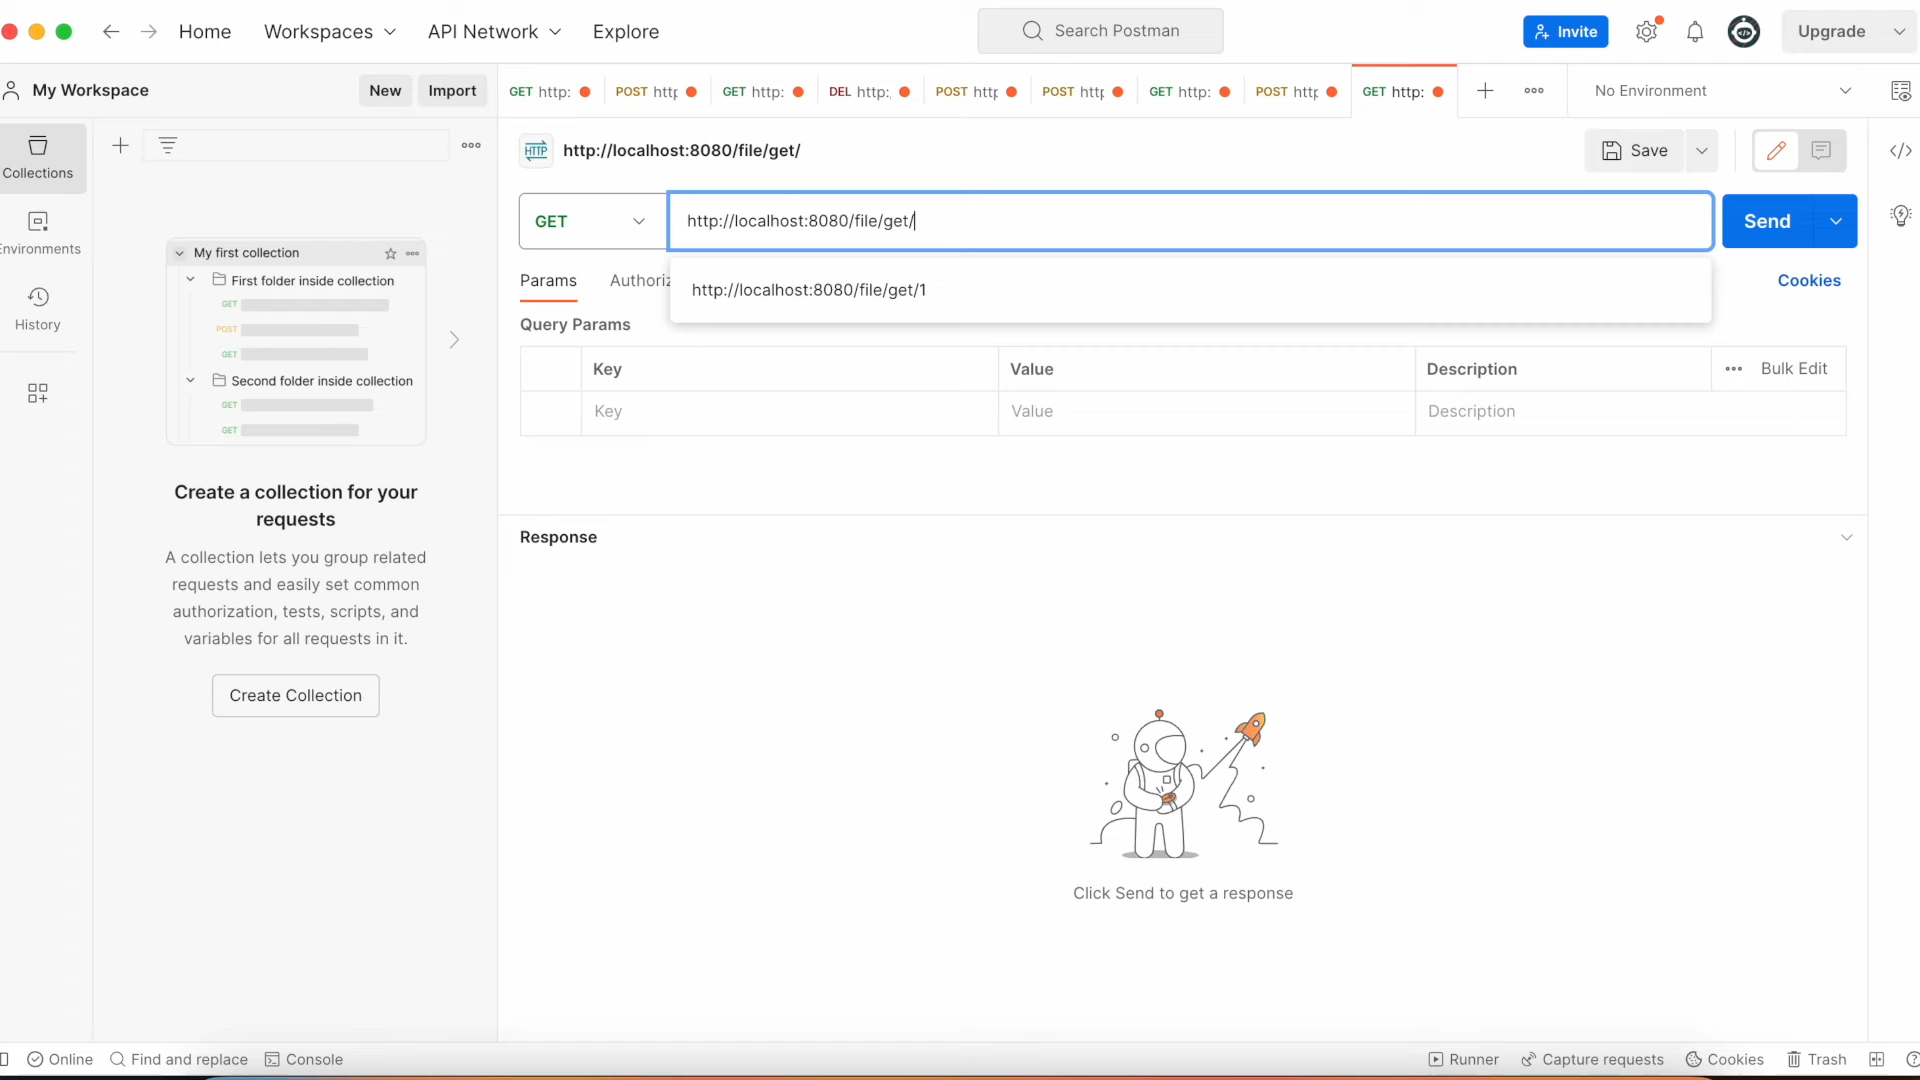 Home
Workspaces
API Network
Explore
Search Postman
Invite
Upgrade
My Workspace
New
Import
GET http:
POST http
GET http:
DEL http:
POST http
POST http
GET http:
POST http
GET http:
No Environment
Collections
Environments
History
HTTP
http://localhost:8080/file/get/
Save
GET
http://localhost:8080/file/get/
Send
My first collection
First folder inside collection
GET
POST
GET
Second folder inside collection
GET
GET
Params
Authoriz
http://localhost:8080/file/get/1
Cookies
Query Params
Key
Value
Description
Bulk Edit
Key
Value
Description
Create a collection for your
requests
A collection lets you group related
requests and easily set common
authorization, tests, scripts, and
variables for all requests in it.
Create Collection
Response
Click Send to get a response
Online
Find and replace
Console
Runner
Capture requests
Cookies
Trash